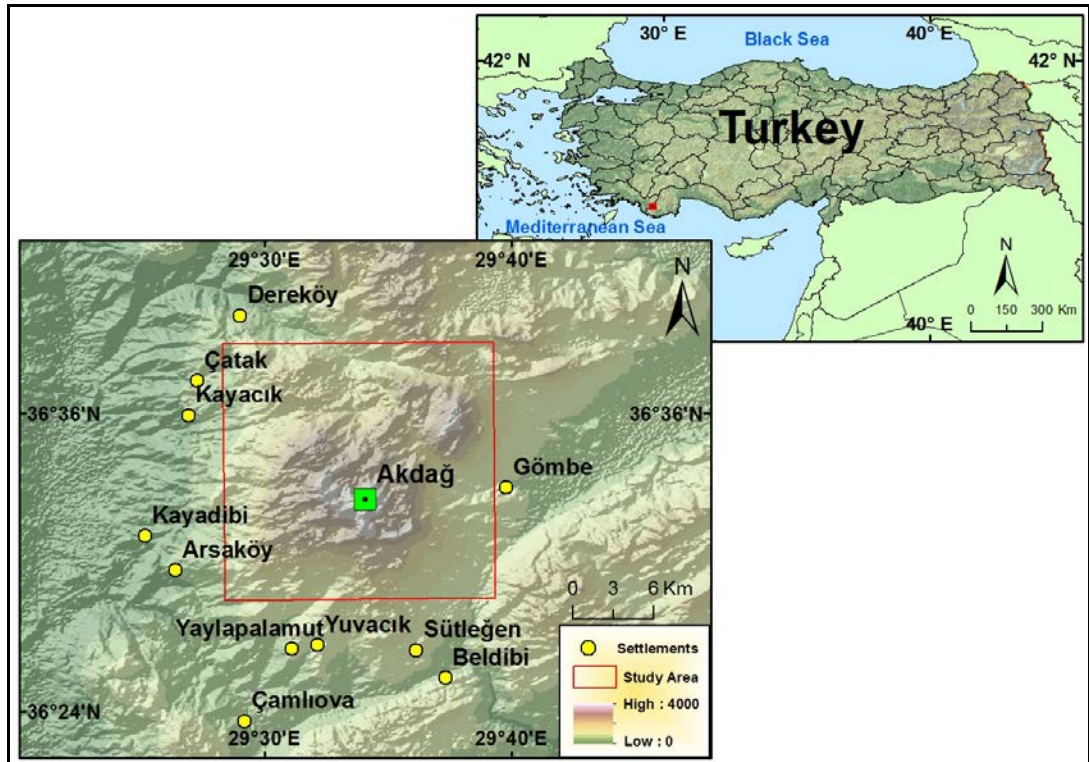 30° E
40° E
Black Sea
42° N
42° N
Turkey
Mediterranean Sea
N
0 150 300 Km
40° E
29°30'E
29°40'E
N
Dereköy
Çatak
Kayacık
36°36'N
36°36'N
Akdağ
Gömbe
Kayadibi
Arsaköy
0 3 6 Km
Yaylapalamut
Yuvacık
Sütleğen
Beldibi
Çamlıova
36°24'N
29°30'E
29°40'E
Settlements
Study Area
High : 4000
Low : 0